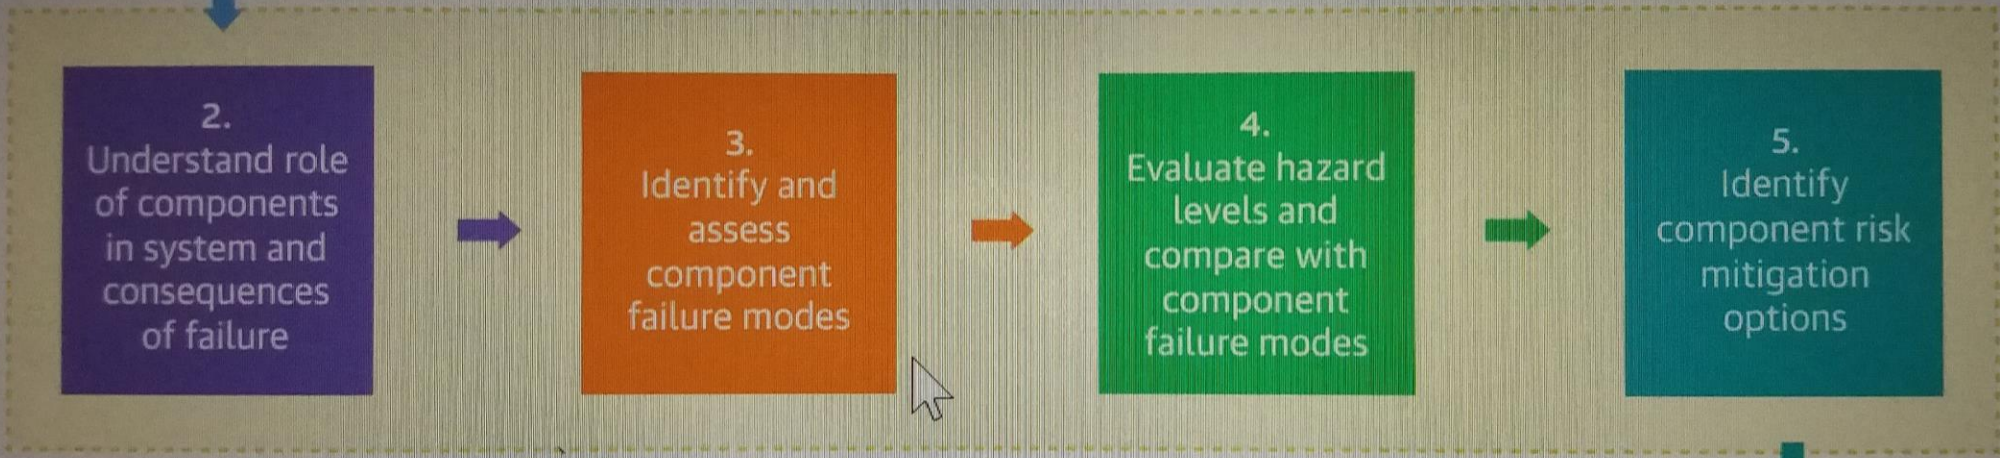 2.
Understand role
of components
in system and
consequences
of failure
3.
Identify and
assess
component
failure modes
4.
Evaluate hazard
levels and
compare with
component
failure modes
5.
Identify
component risk
mitigation
options